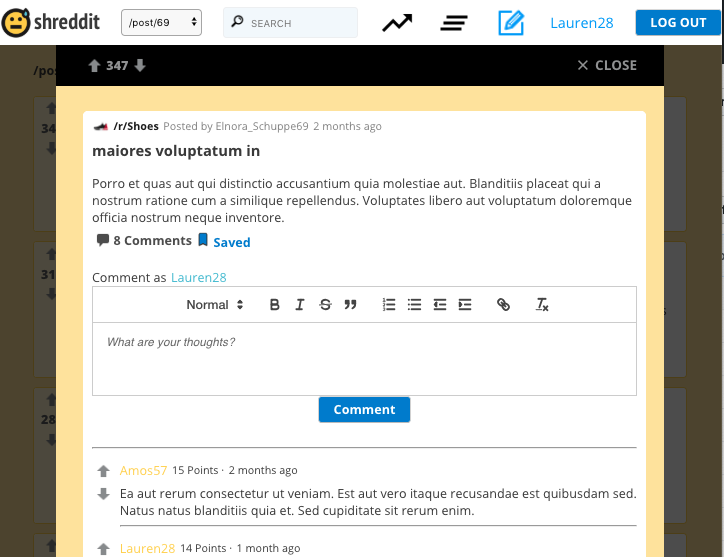 shreddit /post/69 SEARCH Lauren28 LOG OUT
/pos
347 CLOSE
34
/r/Shoes Posted by Elnora_Schuppe69 2 months ago
maiores voluptatum in
Porro et quas aut qui distinctio accusantium quia molestiae aut. Blanditiis placeat qui a
nostrum ratione cum a similique repellendus. Voluptates libero aut voluptatum doloremque
officia nostrum neque inventore.
8 Comments Saved
31
Comment as Lauren28
Normal
What are your thoughts?
Comment
28
Amos57 15 Points · 2 months ago
Ea aut rerum consectetur ut veniam. Est aut vero itaque recusandae est quibusdam sed.
Natus natus blanditiis quia et. Sed cupiditate sit rerum enim.
Lauren28 14 Points · 1 month ago